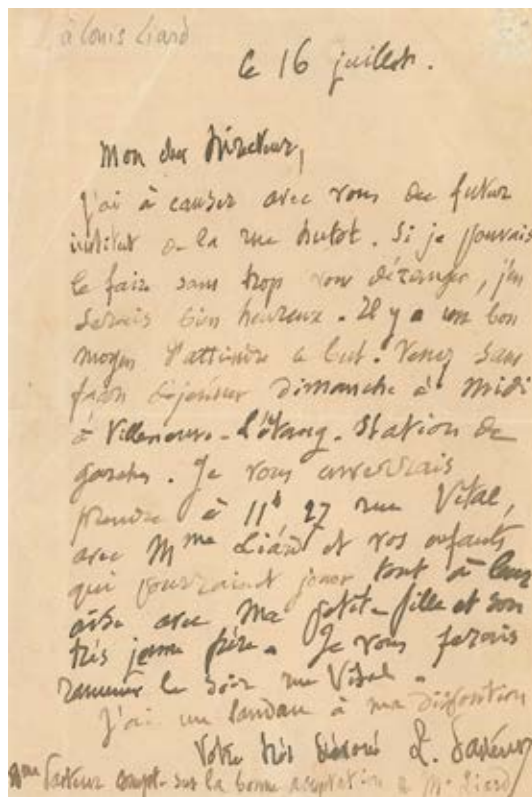 à Louis Liard
le 16 juillet.
Mon cher Directeur,
J'ai à causer avec vous du futur
institut de la rue Dutot. Si je pouvais
le faire sans trop vous déranger, j'en
serais bien heureux. Il y a un bon
moyen d'atteindre ce but. Venez sans
façon déjeuner dimanche à midi
à Villeneuve-l'étang. Station de
Garches. Je vous enverrais
prendre à 11h 27 rue Vital,
avec Mme Liard et vos enfants
qui pourraient jouer tout à leur
aise avec ma petite fille et son
très jeune frère. Je vous ferais
ramener le soir rue Vital.
J'ai un landau à ma disposition
Votre très dévoué L. Pasteur
Mme Pasteur compte sur la bonne acceptation de Me Liard